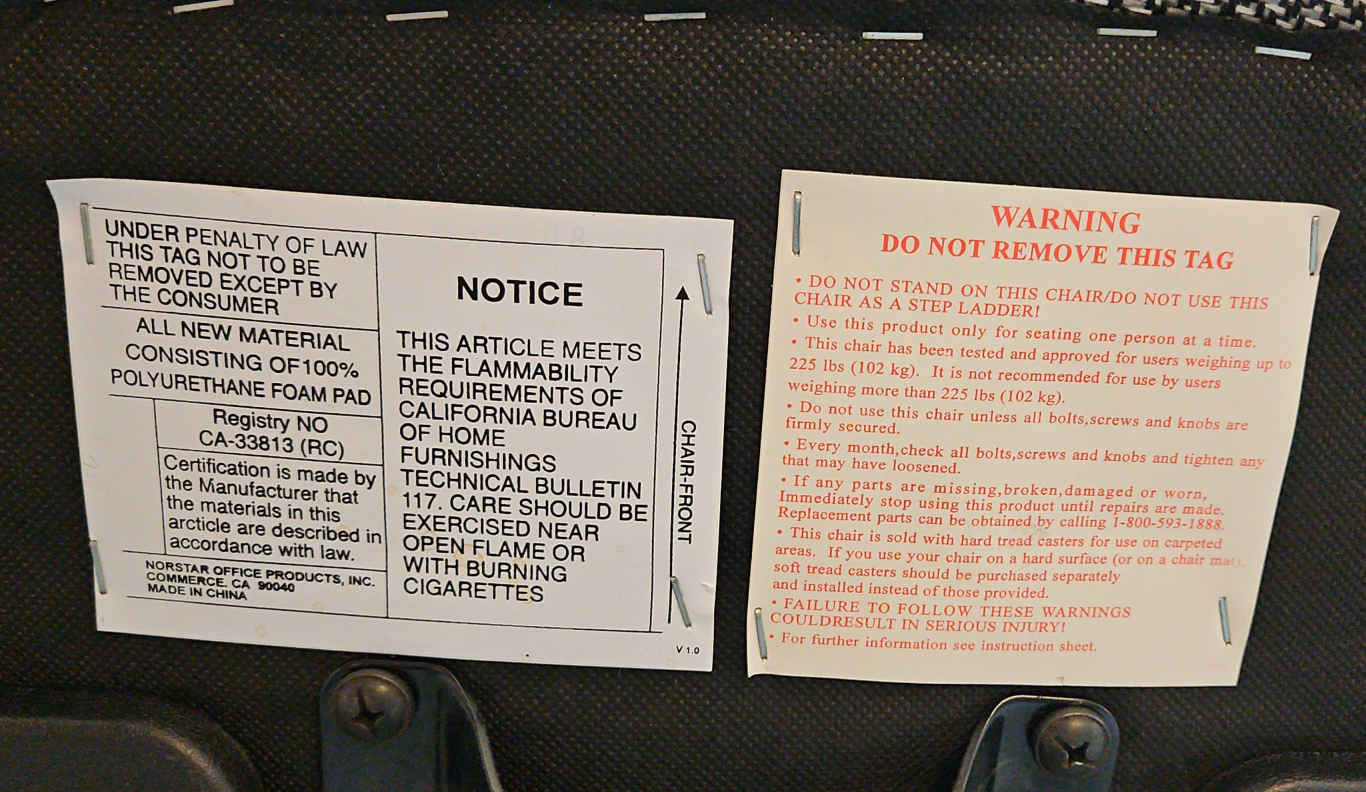 UNDER PENALTY OF LAW
THIS TAG NOT TO BE
REMOVED EXCEPT BY
THE CONSUMER
ALL NEW MATERIAL
CONSISTING OF100%
POLYURETHANE FOAM PAD
Registry NO
CA-33813 (RC)
Certification is made by
the Manufacturer that
the materials in this
arcticle are described in
accordance with law.
NORSTAR OFFICE PRODUCTS, INC.
COMMERCE. CA 90040
MADE IN CHINA
NOTICE
THIS ARTICLE MEETS
THE FLAMMABILITY
REQUIREMENTS OF
CALIFORNIA BUREAU
OF HOME
FURNISHINGS
TECHNICAL BULLETIN
117. CARE SHOULD BE
EXERCISED NEAR
OPEN FLAME OR
WITH BURNING
CIGARETTES
CHAIR-FRONT
V 1.0
WARNING
DO NOT REMOVE THIS TAG
• DO NOT STAND ON THIS CHAIR/DO NOT USE THIS
CHAIR AS A STEP LADDER!
• Use this product only for seating one person at a time.
• This chair has been tested and approved for users weighing up to
225 lbs (102 kg). It is not recommended for use by users
weighing more than 225 lbs (102 kg).
• Do not use this chair unless all bolts,screws and knobs are
firmly secured.
• Every month,check all bolts,screws and knobs and tighten any
that may have loosened.
• If any parts are missing,broken,damaged or worn,
Immediately stop using this product until repairs are made.
Replacement parts can be obtained by calling 1-800-593-1888.
• This chair is sold with hard tread casters for use on carpeted
areas. If you use your chair on a hard surface (or on a chair mat),
soft tread casters should be purchased separately
and installed instead of those provided.
• FAILURE TO FOLLOW THESE WARNINGS
COULDRESULT IN SERIOUS INJURY!
• For further information see instruction sheet.